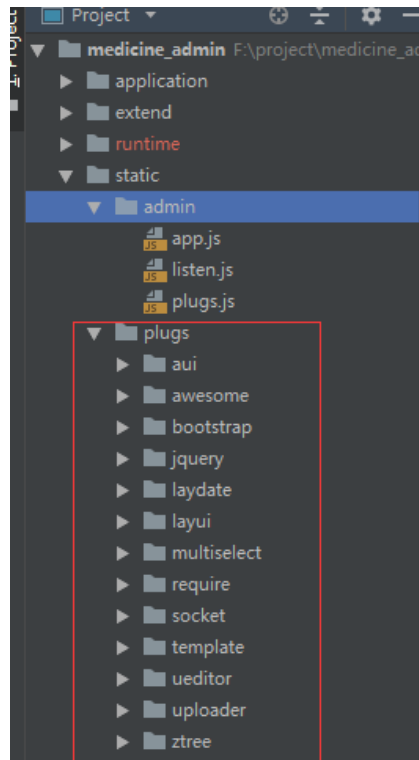 Project
medicine_admin F:\project\medicine_ad
application
extend
runtime
static
admin
app.js
listen.js
plugs.js
plugs
aui
awesome
bootstrap
jquery
laydate
layui
multiselect
require
socket
template
ueditor
uploader
ztree
1: Project